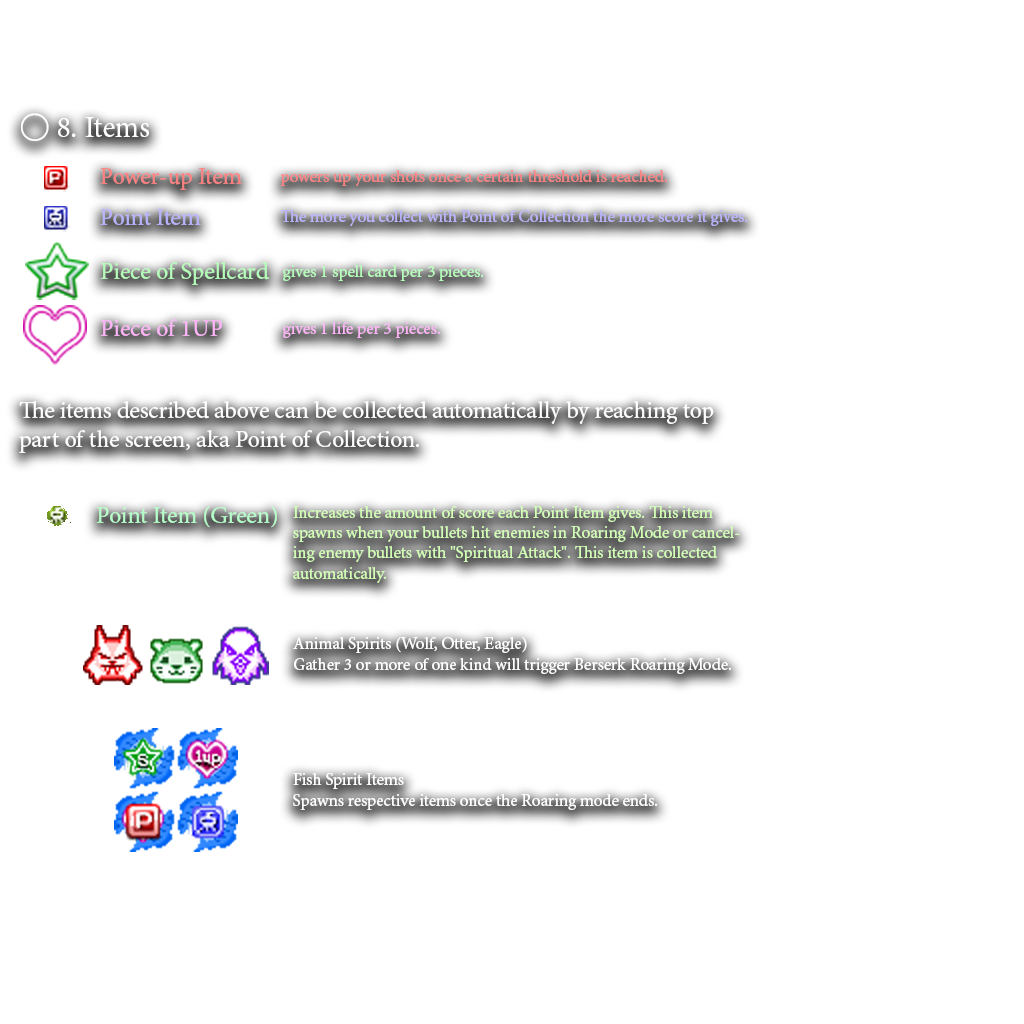 8. Items
Power-up Item powers up your shots once a certain threshold is reached.
Point Item The more you collect with Point of Collection the more score it gives.
Piece of Spellcard gives 1 spell card per 3 pieces.
Piece of 1UP gives 1 life per 3 pieces.
The items described above can be collected automatically by reaching top
part of the screen, aka Point of Collection.
Point Item (Green) Increases the amount of score each Point Item gives. This item
spawns when your bullets hit enemies in Roaring Mode or cancel-
ing enemy bullets with "Spiritual Attack". This item is collected
automatically.
Animal Spirits (Wolf, Otter, Eagle)
Gather 3 or more of one kind will trigger Berserk Roaring Mode.
S 1up
Fish Spirit Items
Spawns respective items once the Roaring mode ends.
P